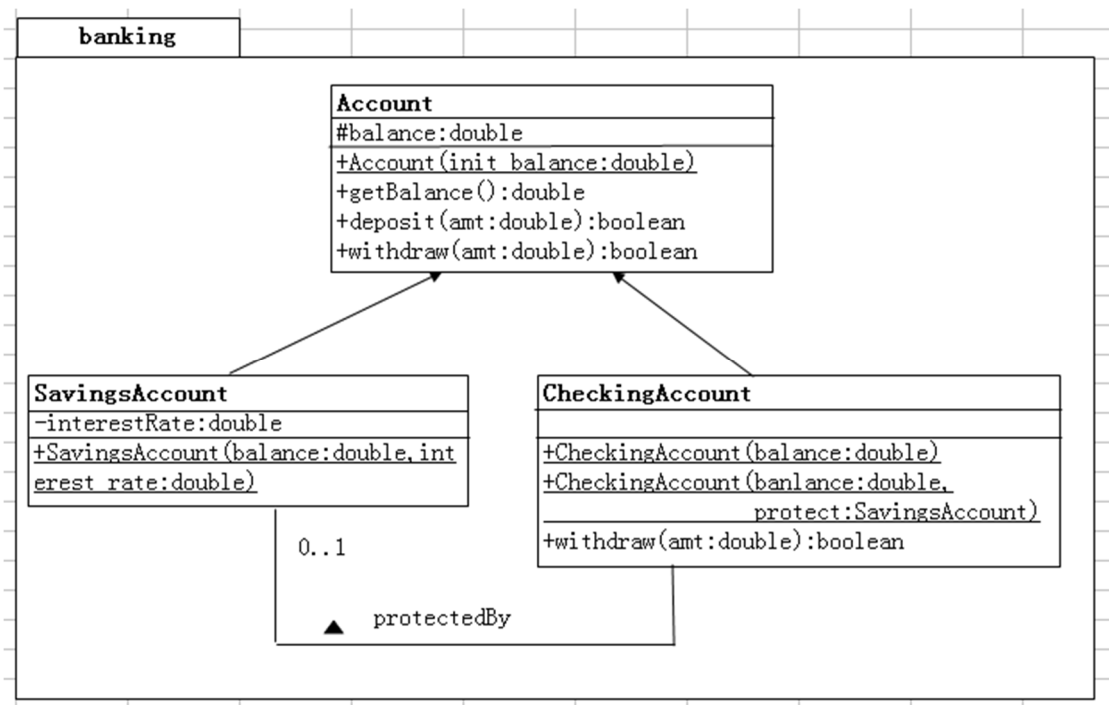 banking
Account
#balance:double
+Account(init_balance:double)
+getBalance():double
+deposit(amt:double):boolean
+withdraw(amt:double):boolean
SavingsAccount
-interestRate:double
+SavingsAccount(balance:double,int
erest_rate:double)
CheckingAccount
+CheckingAccount(balance:double)
+CheckingAccount(banlance:double,
protect:SavingsAccount)
+withdraw(amt:double):boolean
0..1
protectedBy